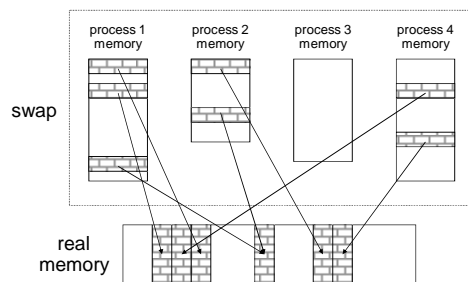 process 1
memory
process 2
memory
process 3
memory
process 4
memory
swap
real
memory